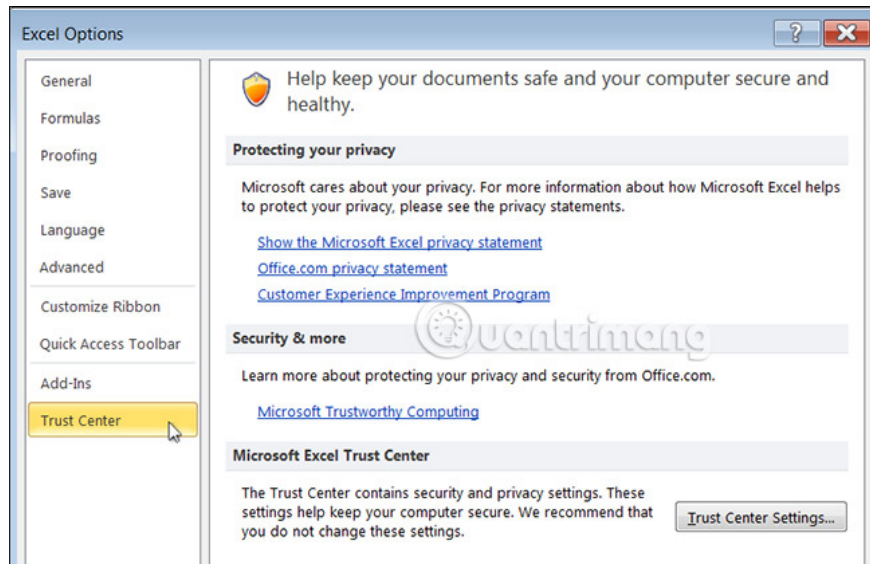 Excel Options
General
Formulas
Proofing
Save
Language
Advanced
Customize Ribbon
Quick Access Toolbar
Add-Ins
Trust Center
Help keep your documents safe and your computer secure and
healthy.
Protecting your privacy
Microsoft cares about your privacy. For more information about how Microsoft Excel helps
to protect your privacy, please see the privacy statements.
Show the Microsoft Excel privacy statement
Office.com privacy statement
Customer Experience Improvement Program
Quantrimang
Security & more
Learn more about protecting your privacy and security from Office.com.
Microsoft Trustworthy Computing
Microsoft Excel Trust Center
The Trust Center contains security and privacy settings. These
settings help keep your computer secure. We recommend that
you do not change these settings.
Trust Center Settings...